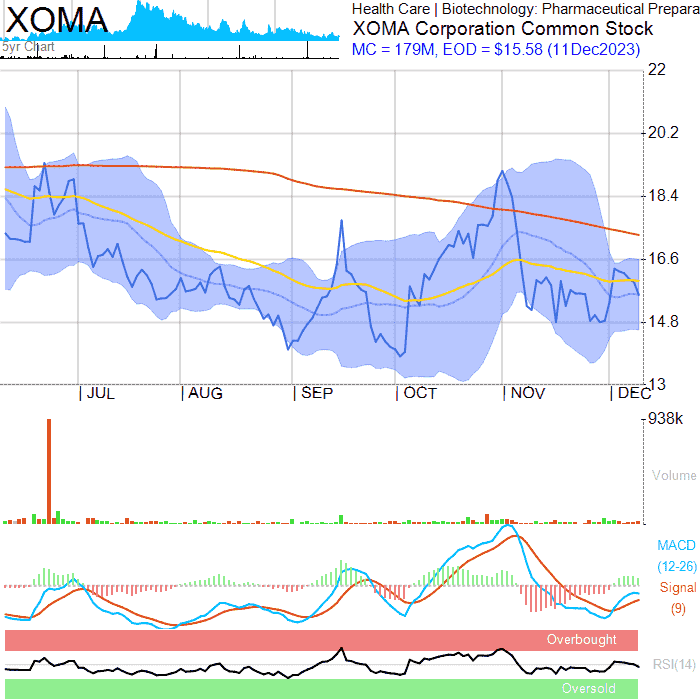 XOMA
Health Care | Biotechnology: Pharmaceutical Prepara
XOMA Corporation Common Stock
MC = 179M, EOD = $15.58 (11Dec2023)
5yr Chart
22
20.2
18.4
16.6
14.8
13
JUL AUG SEP OCT NOV DEC
938k
Volume
MACD
(12-26)
Signal
(9)
Overbought
RSI(14)
Oversold